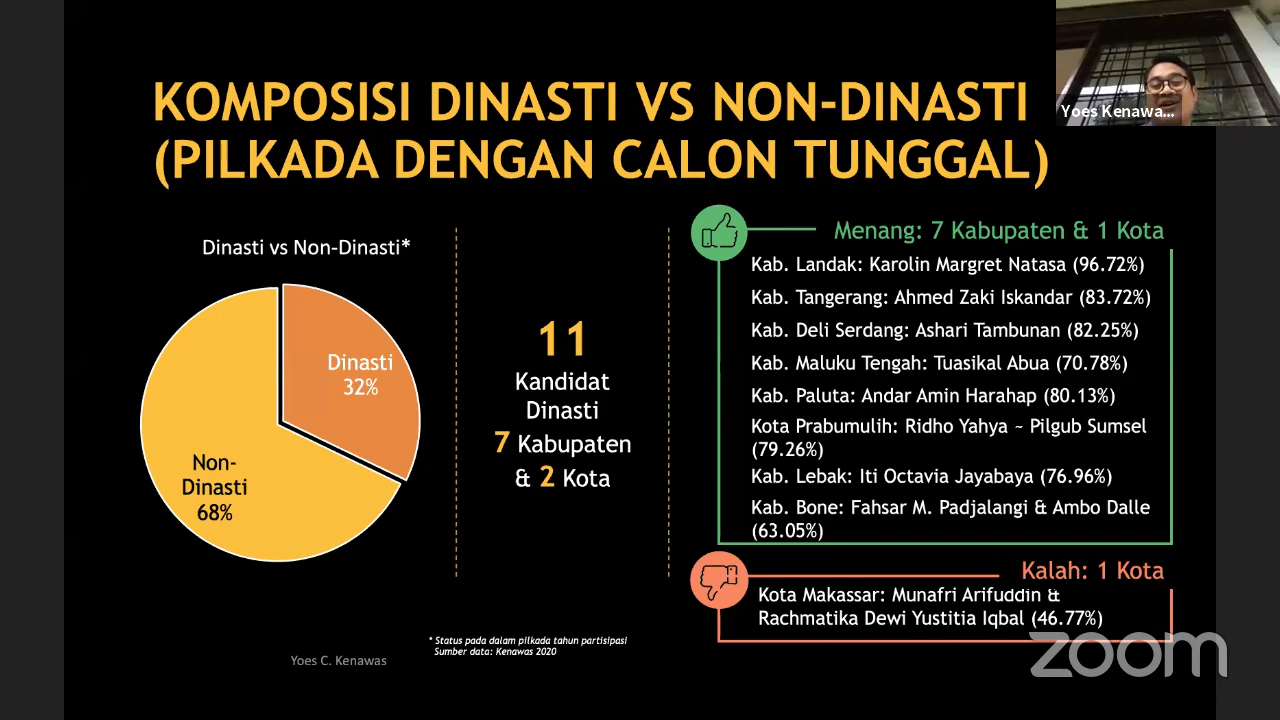 KOMPOSISI DINASTI VS NON-DINASTI
(PILKADA DENGAN CALON TUNGGAL)
Yoes Kenawa...
Dinasti vs Non-Dinasti*
Dinasti
32%
Non-
Dinasti
68%
11
Kandidat
Dinasti
7 Kabupaten
& 2 Kota
Menang: 7 Kabupaten & 1 Kota
Kab. Landak: Karolin Margret Natasa (96.72%)
Kab. Tangerang: Ahmed Zaki Iskandar (83.72%)
Kab. Deli Serdang: Ashari Tambunan (82.25%)
Kab. Maluku Tengah: Tuasikal Abua (70.78%)
Kab. Paluta: Andar Amin Harahap (80.13%)
Kota Prabumulih: Ridho Yahya ~ Pilgub Sumsel
(79.26%)
Kab. Lebak: Iti Octavia Jayabaya (76.96%)
Kab. Bone: Fahsar M. Padjalangi & Ambo Dalle
(63.05%)
Kalah: 1 Kota
Kota Makassar: Munafri Arifuddin &
Rachmatika Dewi Yustitia Iqbal (46.77%)
* Status pada dalam pilkada tahun partisipasi
Sumber data: Kenawas 2020
Yoes C. Kenawas
zoom